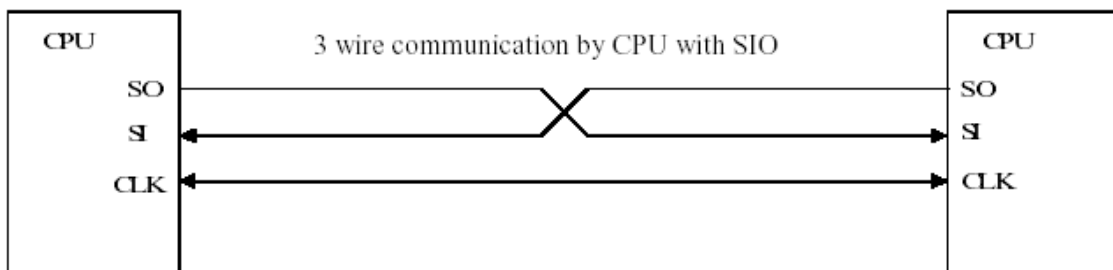 CPU
3 wire communication by CPU with SIO
CPU
SO
SO
SI
SI
CLK
CLK